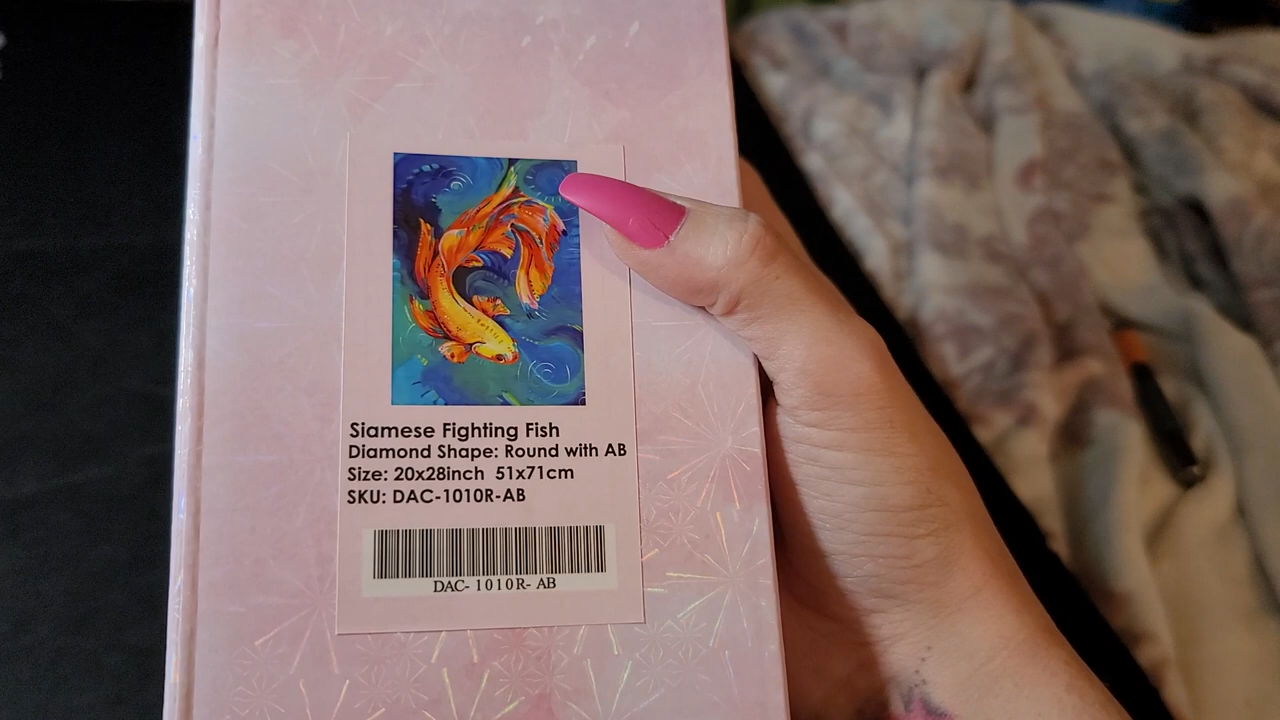 Siamese Fighting Fish
Diamond Shape: Round with AB
Size: 20x28inch 51x71cm
SKU: DAC-1010R-AB
DAC- 1010R- AB